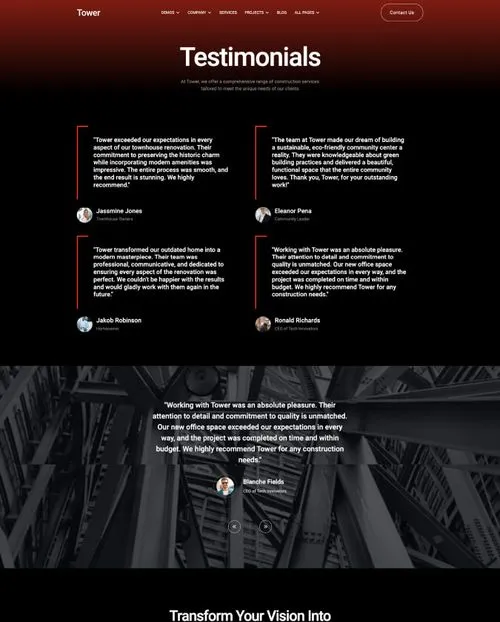 Tower
DEMOS COMPANY SERVICES PROJECTS BLOG ALL PAGES
Contact Us
Testimonials
At Tower, we offer a comprehensive range of construction services
tailored to meet the unique needs of our clients
"Tower exceeded our expectations in every
aspect of our townhouse renovation. Their
commitment to preserving the historic charm
while incorporating modern amenities was
impressive. The entire process was smooth, and
the end result is stunning. We highly
recommend."
Jassmine Jones
Townhouse Owners
"The team at Tower made our dream of building
a sustainable, eco-friendly community center a
reality. They were knowledgeable about green
building practices and delivered a beautiful,
functional space that the entire community
loves. Thank you, Tower, for your outstanding
work!"
Eleanor Pena
Community Leader
"Tower transformed our outdated home into a
modern masterpiece. Their team was
professional, communicative, and dedicated to
ensuring every aspect of the renovation was
perfect. We couldn't be happier with the results
and would gladly work with them again in the
future."
Jakob Robinson
Homeowners
"Working with Tower was an absolute pleasure.
Their attention to detail and commitment to
quality is unmatched. Our new office space
exceeded our expectations in every way, and the
project was completed on time and within
budget. We highly recommend Tower for any
construction needs."
Ronald Richards
CEO of Tech Innovators
"Working with Tower was an absolute pleasure. Their
attention to detail and commitment to quality is unmatched.
Our new office space exceeded our expectations in every
way, and the project was completed on time and within
budget. We highly recommend Tower for any construction
needs."
Blanche Fields
CEO of Tech Innovators
Transform Your Vision Into